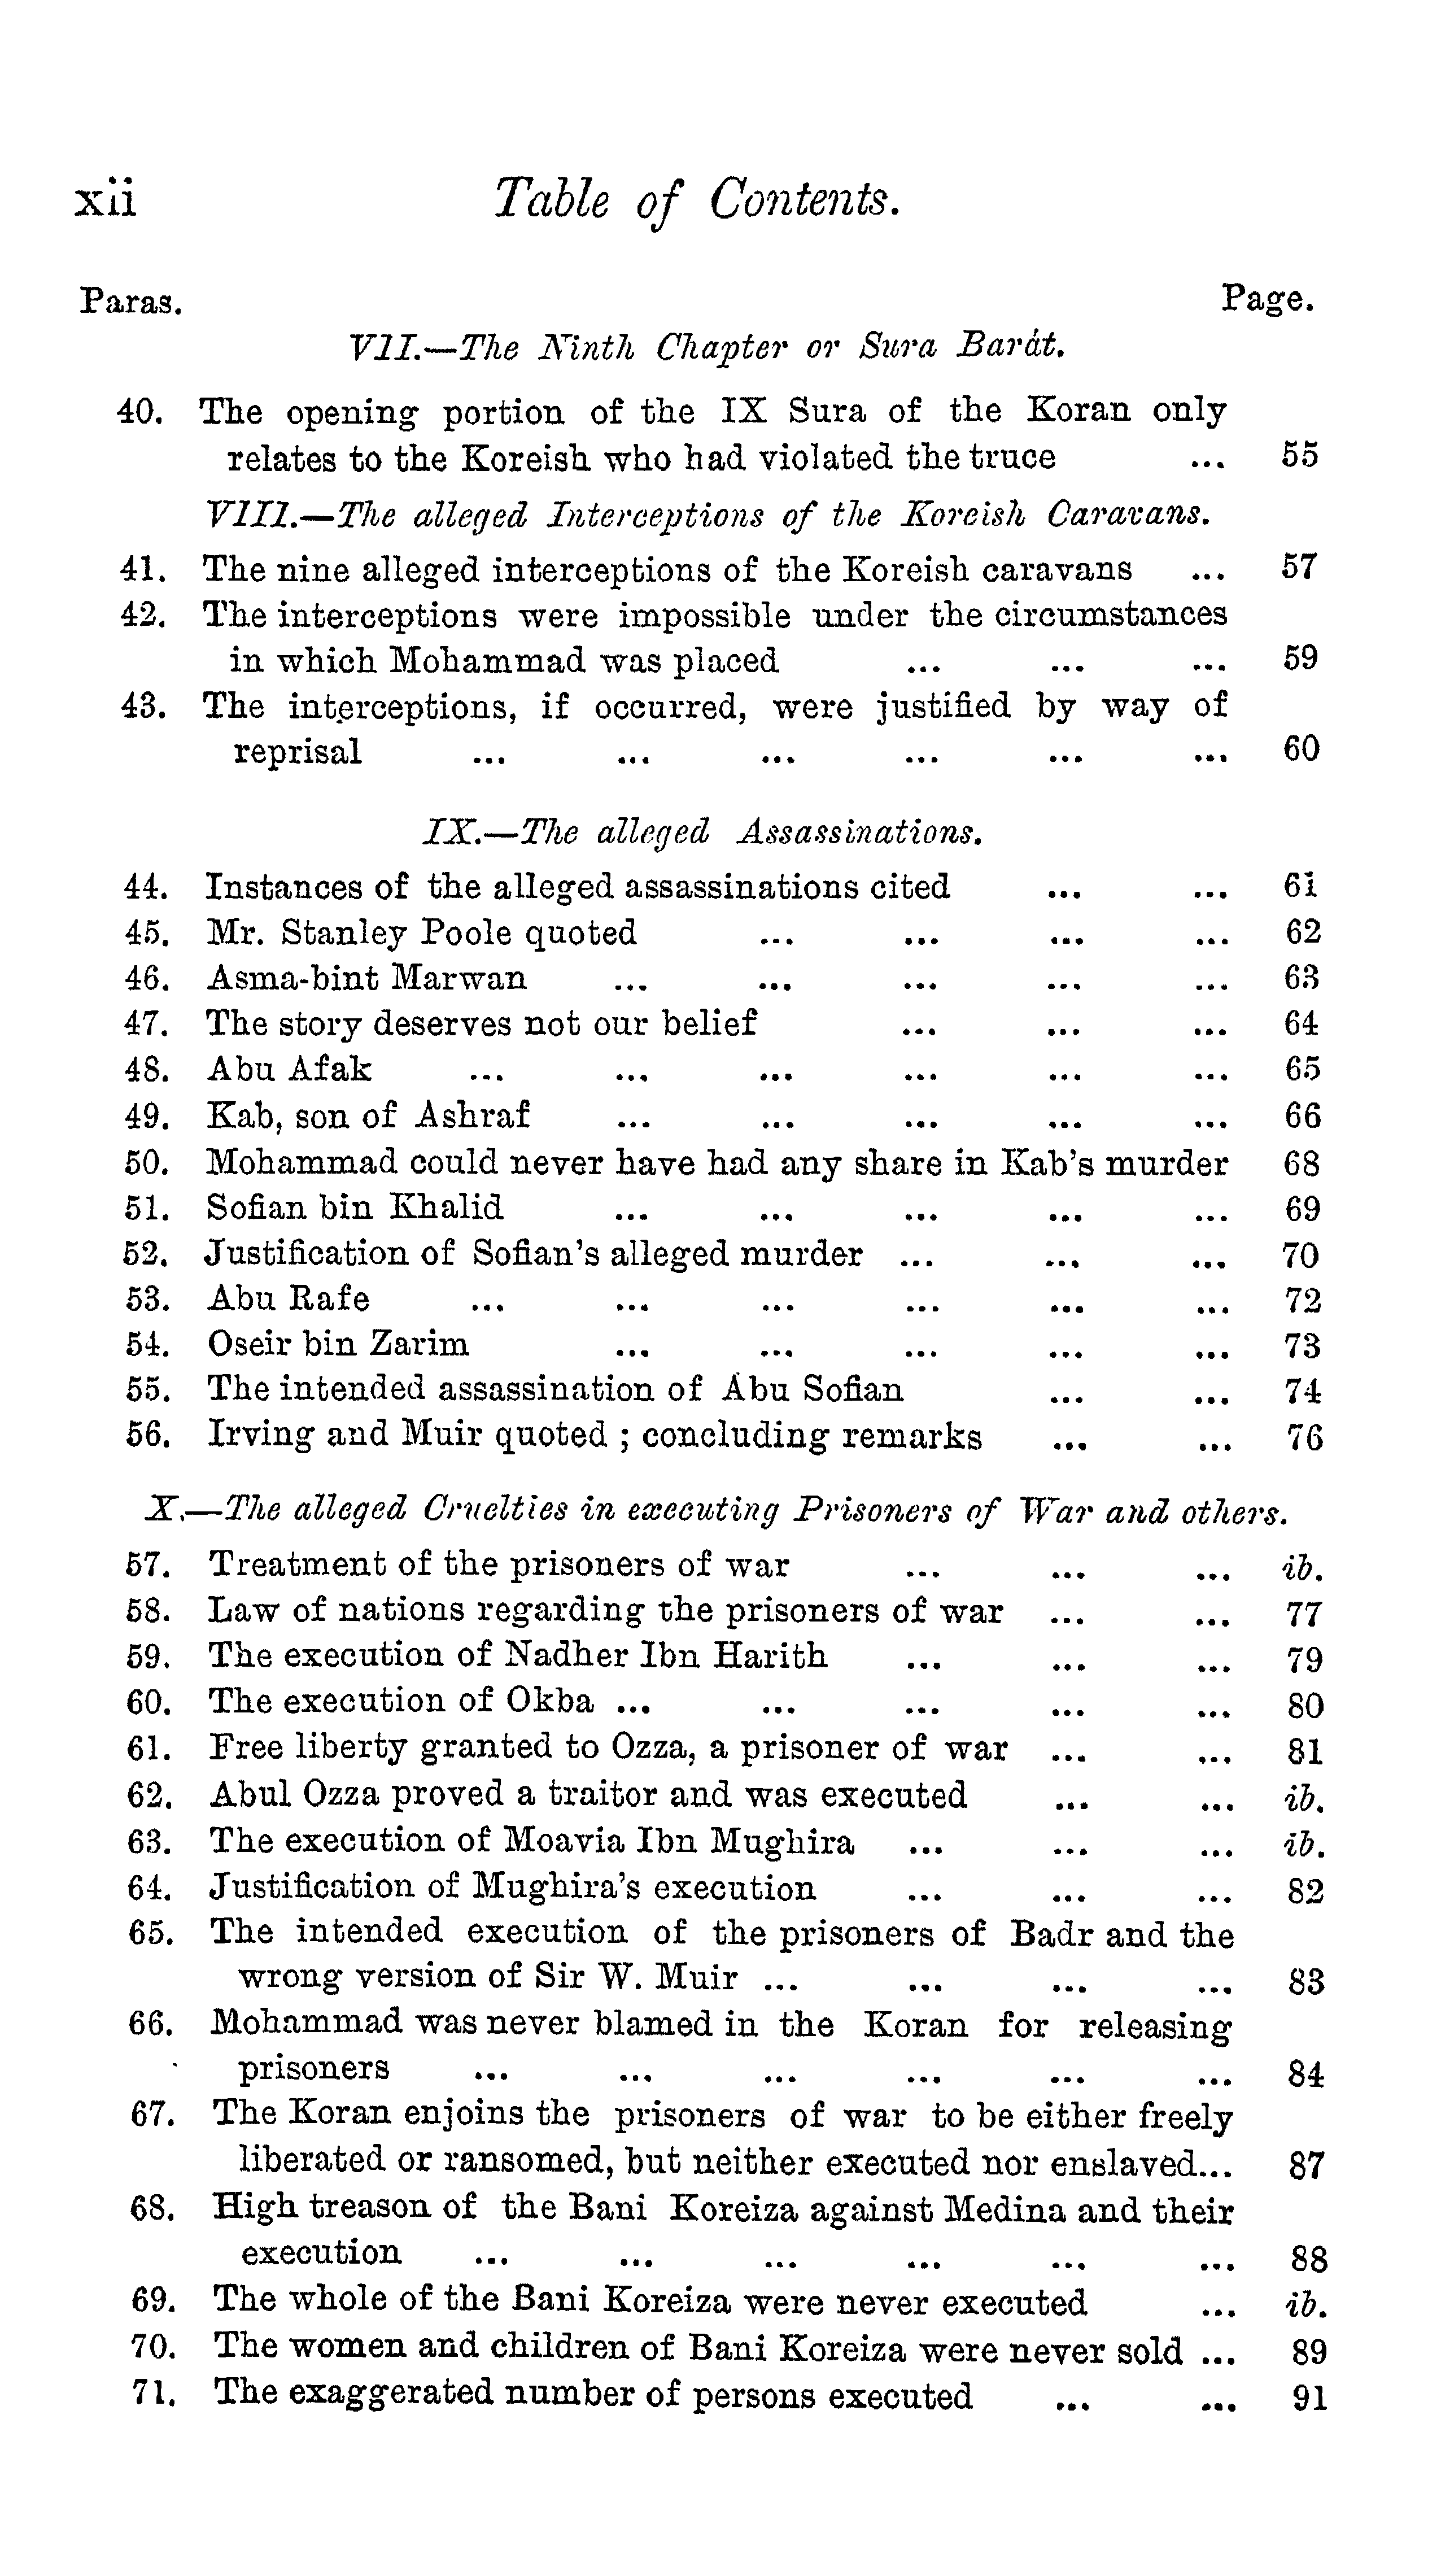 xii Table of Contents.
Paras. Page.
VII.—The Ninth Chapter or Sura Barát.
40. The opening portion of the IX Sura of the Koran only
relates to the Koreish who had violated the truce ... 55
VIII.—The alleged Interceptions of the Koreish Caravans.
41. The nine alleged interceptions of the Koreish caravans ... 57
42. The interceptions were impossible under the circumstances
in which Mohammad was placed ... ... ... 59
43. The interceptions, if occurred, were justified by way of
reprisal ... ... ... ... ... ... 60
IX.—The alleged Assassinations.
44. Instances of the alleged assassinations cited ... ... 61
45. Mr. Stanley Poole quoted ... ... ... ... 62
46. Asma-bint Marwan ... ... ... ... ... 63
47. The story deserves not our belief ... ... ... 64
48. Abu Afak ... ... ... ... ... ... 65
49. Kab, son of Ashraf ... ... ... ... ... 66
50. Mohammad could never have had any share in Kab's murder 68
51. Sofian bin Khalid ... ... ... ... ... 69
52. Justification of Sofian's alleged murder ... ... ... 70
53. Abu Rafe ... ... ... ... ... ... 72
54. Oseir bin Zarim ... ... ... ... ... 73
55. The intended assassination of Abu Sofian ... ... 74
56. Irving and Muir quoted ; concluding remarks ... ... 76
X.—The alleged Cruelties in executing Prisoners of War and others.
57. Treatment of the prisoners of war ... ... ... ib.
58. Law of nations regarding the prisoners of war ... ... 77
59. The execution of Nadher Ibn Harith ... ... ... 79
60. The execution of Okba ... ... ... ... ... 80
61. Free liberty granted to Ozza, a prisoner of war ... ... 81
62. Abul Ozza proved a traitor and was executed ... ... ib.
63. The execution of Moavia Ibn Mughira ... ... ... ib.
64. Justification of Mughira's execution ... ... ... 82
65. The intended execution of the prisoners of Badr and the
wrong version of Sir W. Muir ... ... ... ... 83
66. Mohammad was never blamed in the Koran for releasing
prisoners ... ... ... ... ... ... 84
67. The Koran enjoins the prisoners of war to be either freely
liberated or ransomed, but neither executed nor enslaved... 87
68. High treason of the Bani Koreiza against Medina and their
execution ... ... ... ... ... ... 88
69. The whole of the Bani Koreiza were never executed ... ib.
70. The women and children of Bani Koreiza were never sold ... 89
71. The exaggerated number of persons executed ... ... 91